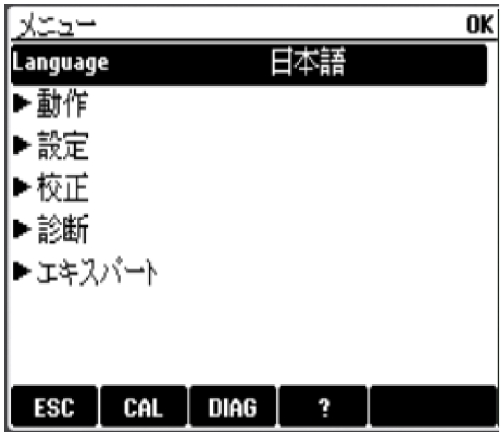 メニュー OK
Language 日本語
▶動作
▶設定
▶校正
▶診断
▶エキスパート
ESC CAL DIAG ?